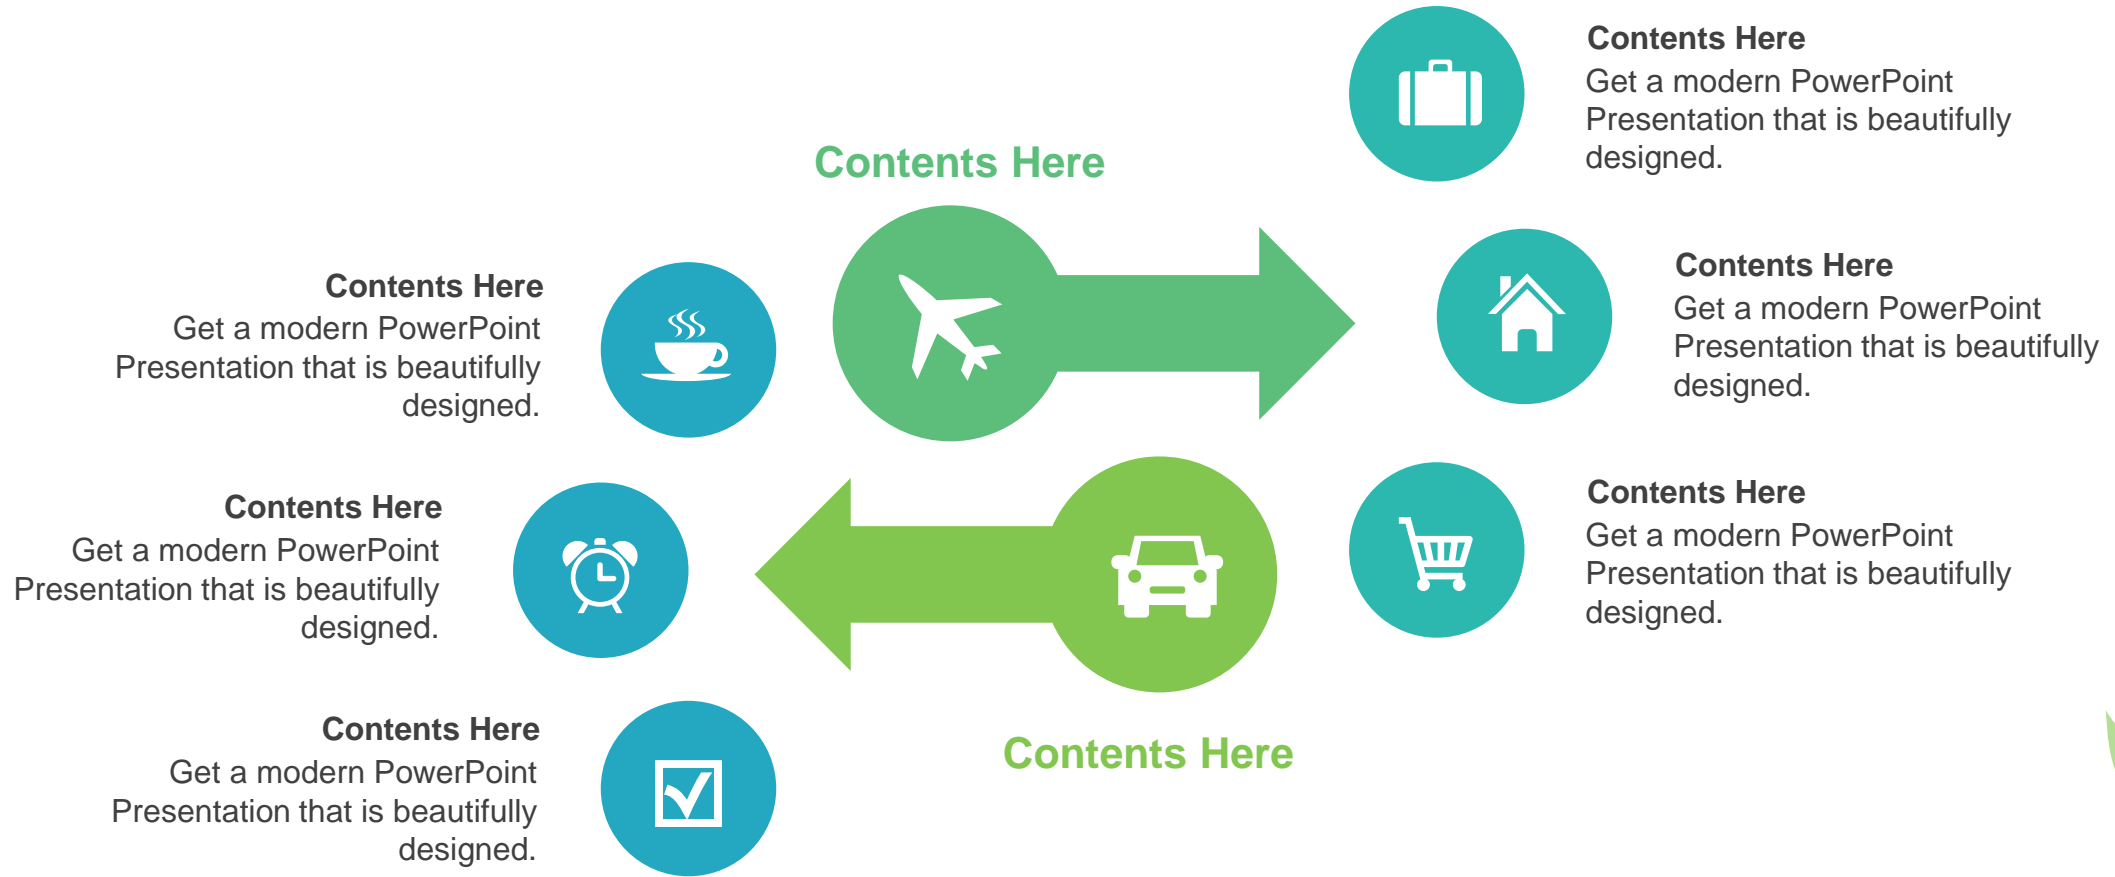 Contents Here
Get a modern PowerPoint
Presentation that is beautifully
designed.
Contents Here
Get a modern PowerPoint
Presentation that is beautifully
designed.
Contents Here
Get a modern PowerPoint
Presentation that is beautifully
designed.
Contents Here
Contents Here
Contents Here
Get a modern PowerPoint
Presentation that is beautifully
designed.
Contents Here
Get a modern PowerPoint
Presentation that is beautifully
designed.
Contents Here
Get a modern PowerPoint
Presentation that is beautifully
designed.